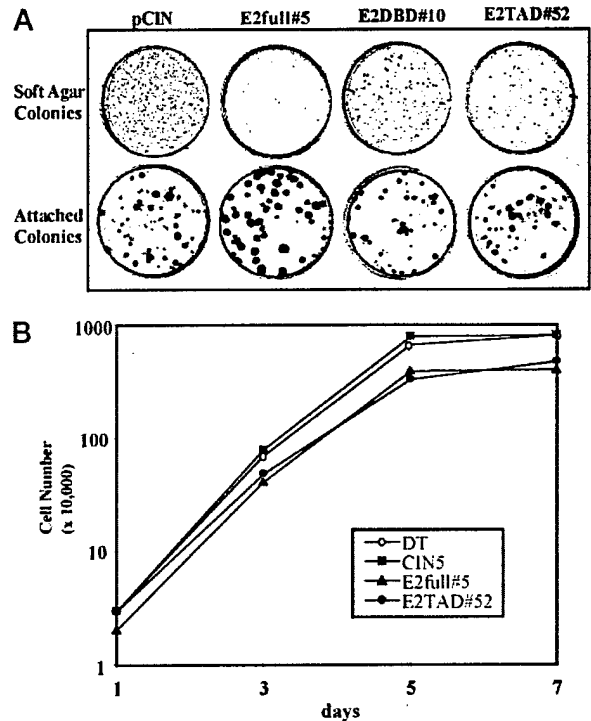 A
pCIN E2full#5 E2DBD#10 E2TAD#52
Soft Agar
Colonies
Attached
Colonies
B
1000
100
10
1
Cell Number
(x 10,000)
DT
CIN5
E2full#5
E2TAD#52
1 3 5 7
days